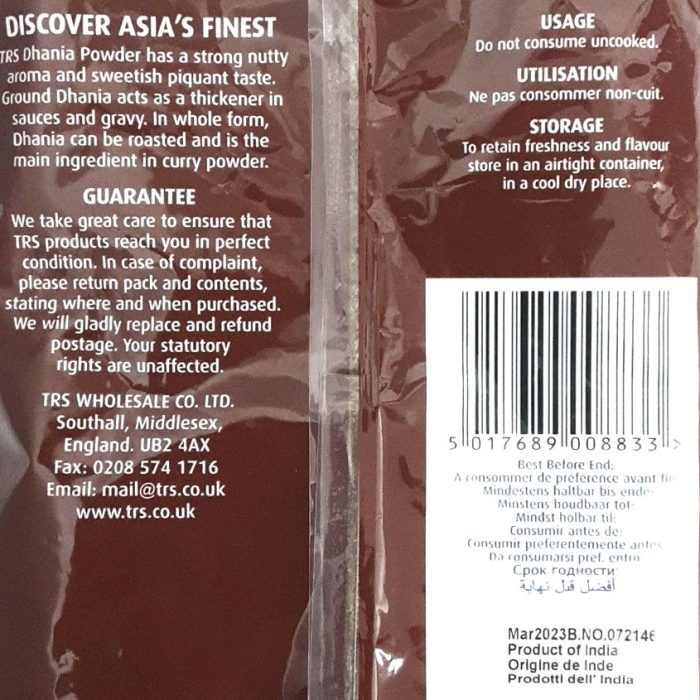 DISCOVER ASIA'S FINEST
TRS Dhania Powder has a strong nutty
aroma and sweetish piquant taste.
Ground Dhania acts as a thickener in
sauces and gravy. In whole form,
Dhania can be roasted and is the
main ingredient in curry powder.
GUARANTEE
We take great care to ensure that
TRS products reach you in perfect
condition. In case of complaint,
please return pack and contents,
stating where and when purchased.
We will gladly replace and refund
postage. Your statutory
rights are unaffected.
TRS WHOLESALE CO. LTD.
Southall, Middlesex,
England. UB2 4AX
Fax: 0208 574 1716
Email: mail@trs.co.uk
www.trs.co.uk
USAGE
Do not consume uncooked.
UTILISATION
Ne pas consommer non-cuit.
STORAGE
To retain freshness and flavour
store in an airtight container,
in a cool dry place.
5 017689 008833 >
Best Before End:
A consommer de préférence avant fin
Mindestens haltbar bis ende:
Minstens houdbaar tot:
Mindst holbar til:
Consumir antes de:
Consumir preferentemente antes
Da consumarsi pref. entro
Срок годности:
أفضل قبل نهاية
Mar2023B.NO.072146
Product of India
Origine de Inde
Prodotti dell' India